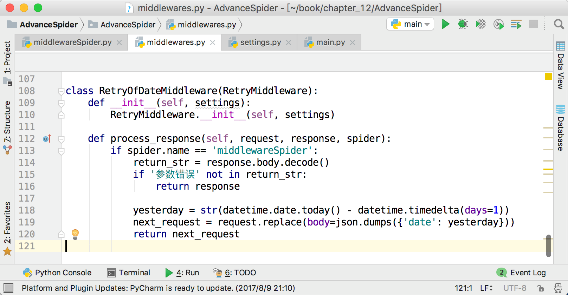 middlewares.py - AdvanceSpider - [~/book/chapter_12/AdvanceSpider]
AdvanceSpider AdvanceSpider middlewares.py main
middlewareSpider.py middlewares.py settings.py main.py
1: Project
7: Structure
2: Favorites
107
108 class RetryOfDateMiddleware(RetryMiddleware):
109 def __init__(self, settings):
110 RetryMiddleware.__init__(self, settings)
111
112 def process_response(self, request, response, spider):
113 if spider.name == 'middlewareSpider':
114 return_str = response.body.decode()
115 if '参数错误' not in return_str:
116 return response
117
118 yesterday = str(datetime.date.today() - datetime.timedelta(days=1))
119 next_request = request.replace(body=json.dumps({'date': yesterday}))
120 return next_request
121
Data View
Database
Python Console Terminal 4: Run 6: TODO 2 Event Log
Platform and Plugin Updates: PyCharm is ready to update. (2017/8/9 21:10) 121:1 LF: UTF-8